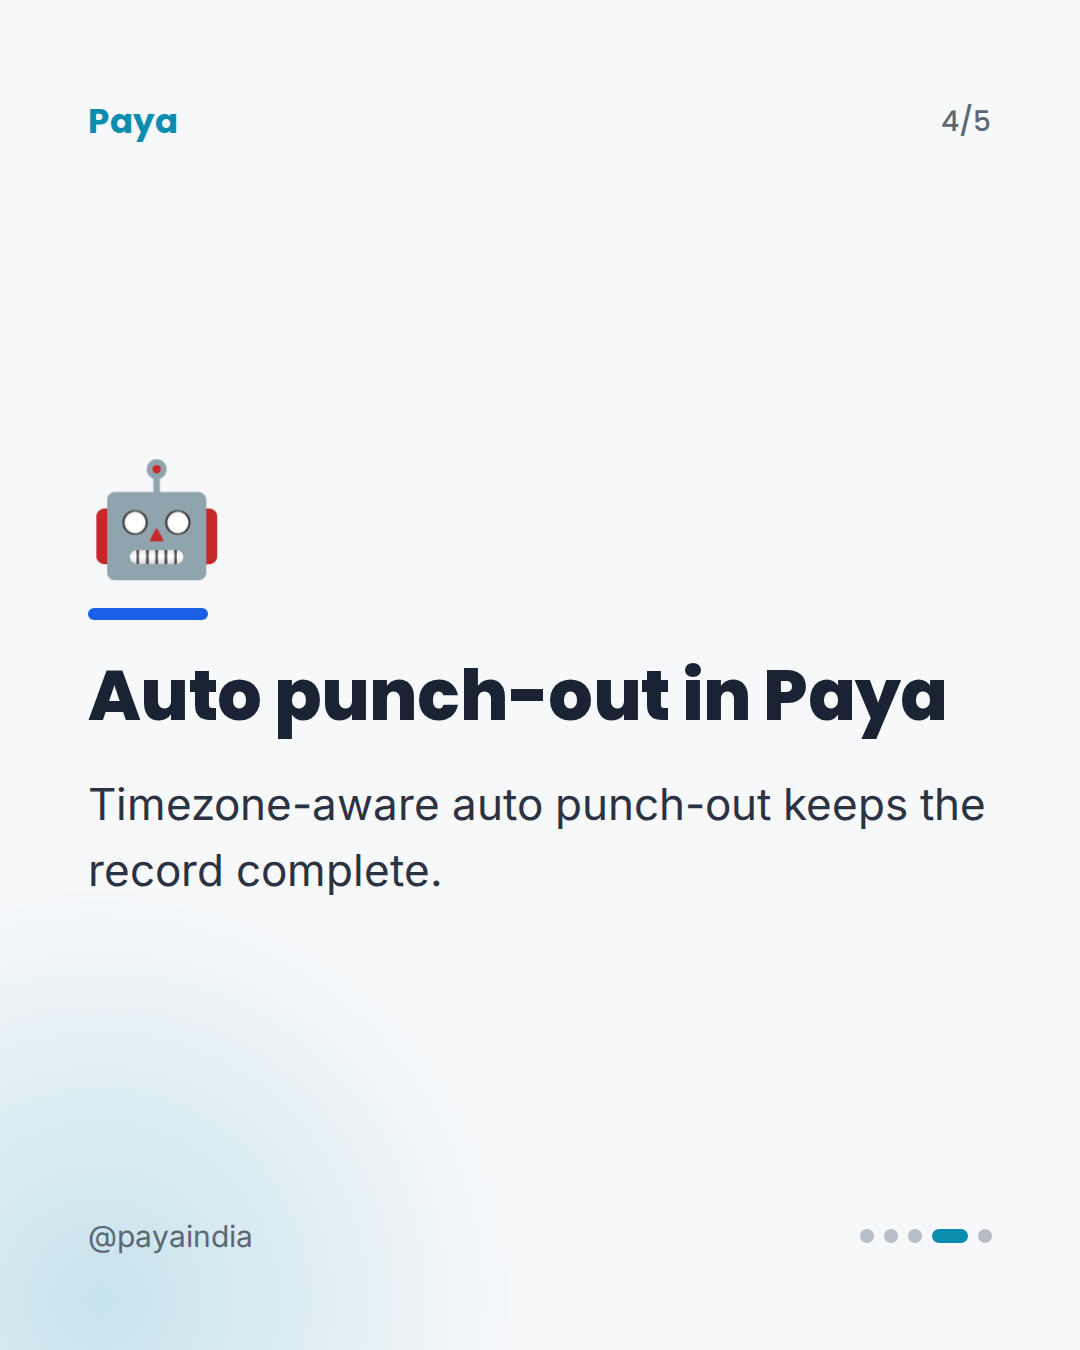 Paya
4/5
Auto punch-out in Paya
Timezone-aware auto punch-out keeps the
record complete.
@payaindia